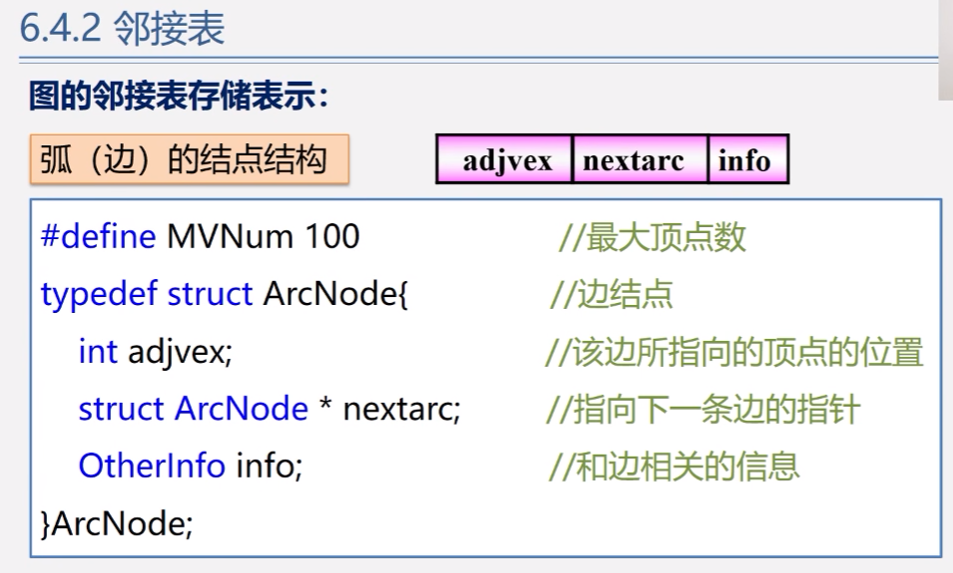 6.4.2 邻接表
图的邻接表存储表示：
弧（边）的结点结构
adjvex nextarc info
#define MVNum 100 //最大顶点数
typedef struct ArcNode{ //边结点
int adjvex; //该边所指向的顶点的位置
struct ArcNode * nextarc; //指向下一条边的指针
OtherInfo info; //和边相关的信息
}ArcNode;